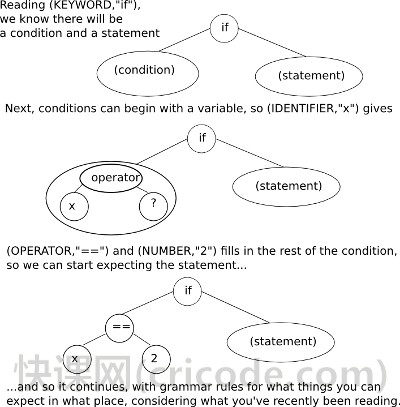 Reading (KEYWORD,"if"),
we know there will be
a condition and a statement
if
(condition)
(statement)
Next, conditions can begin with a variable, so (IDENTIFIER,"x") gives
if
operator
x
?
(statement)
(OPERATOR,"==") and (NUMBER,"2") fills in the rest of the condition,
so we can start expecting the statement...
if
==
(statement)
x
2
快课网(cricode.com)
...and so it continues, with grammar rules for what things you can
expect in what place, considering what you've recently been reading.